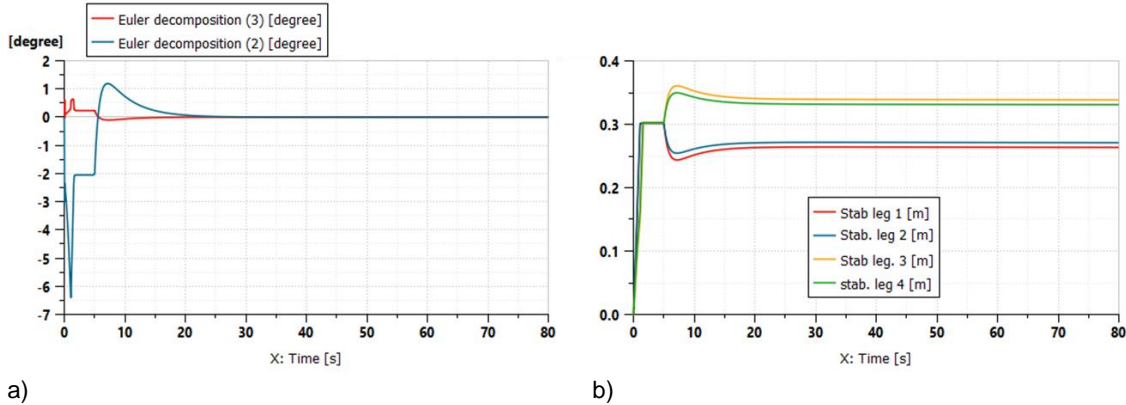 Euler decomposition (3) [degree]
Euler decomposition (2) [degree]
[degree]
2
1
0
-1
-2
-3
-4
-5
-6
-7
0 10 20 30 40 50 60 70 80
X: Time [s]
a)
0.4
0.3
0.2
0.1
0.0
Stab leg 1 [m]
Stab. leg 2 [m]
Stab leg. 3 [m]
stab. leg 4 [m]
0 10 20 30 40 50 60 70 80
X: Time [s]
b)